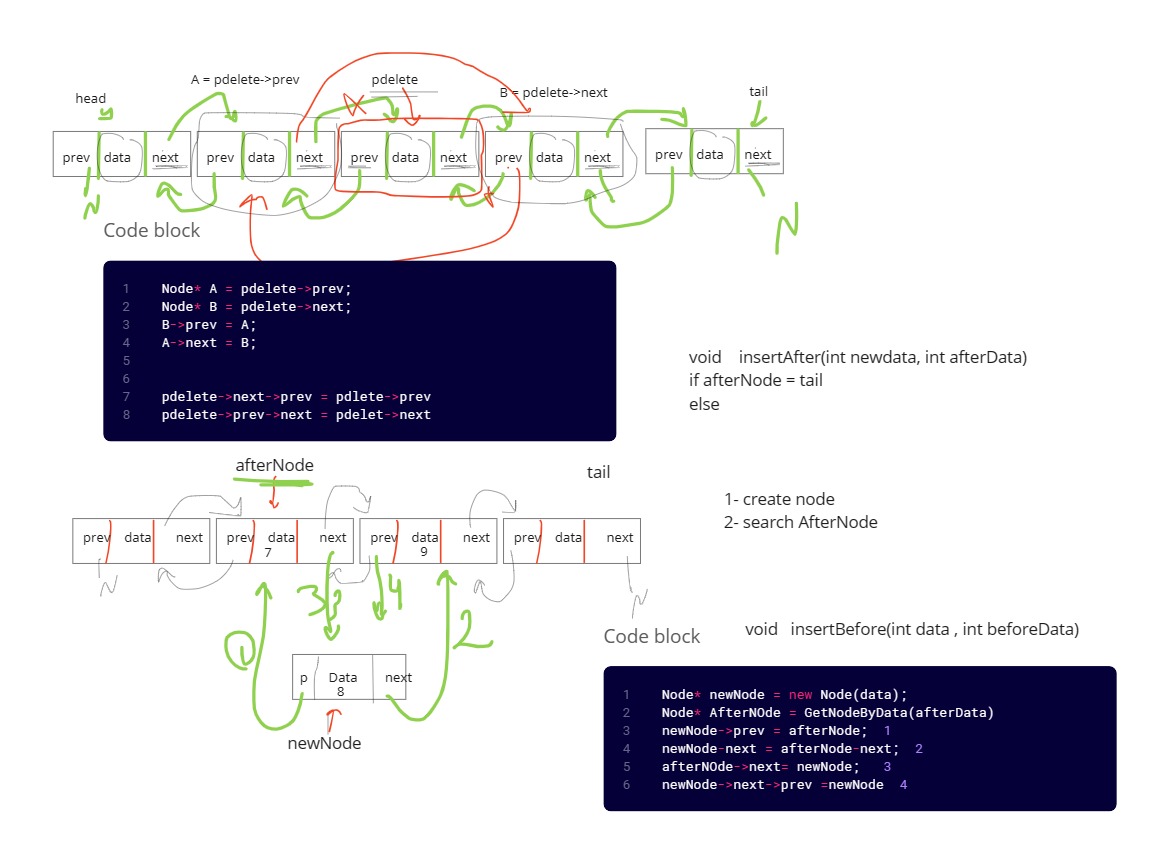 A = pdelete->prev
pdelete
B = pdelete->next
head
tail
prev data next prev data next prev data next prev data next prev data next
N
N
Code block
1 Node* A = pdelete->prev;
2 Node* B = pdelete->next;
3 B->prev = A;
4 A->next = B;
5
6
7 pdelete->next->prev = pdlete->prev
8 pdelete->prev->next = pdelet->next
void insertAfter(int newdata, int afterData)
if afterNode = tail
else
afterNode
tail
1- create node
2- search AfterNode
prev data next prev data next prev data next prev data next
7 9
N
N
3
4
1
2
p Data next
8
newNode
Code block
void insertBefore(int data , int beforeData)
1 Node* newNode = new Node(data);
2 Node* AfterNOde = GetNodeByData(afterData)
3 newNode->prev = afterNode; 1
4 newNode-next = afterNode-next; 2
5 afterNOde->next= newNode; 3
6 newNode->next->prev =newNode 4